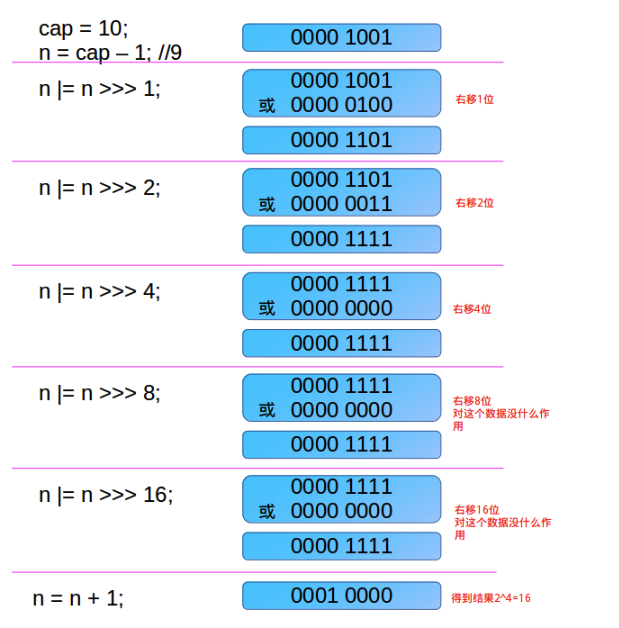 cap = 10;
n = cap – 1; //9
0000 1001
n |= n >>> 1;
0000 1001
或 0000 0100
右移1位
0000 1101
n |= n >>> 2;
0000 1101
或 0000 0011
右移2位
0000 1111
n |= n >>> 4;
0000 1111
或 0000 0000
右移4位
0000 1111
n |= n >>> 8;
0000 1111
或 0000 0000
右移8位
对这个数据没什么作
用
0000 1111
n |= n >>> 16;
0000 1111
或 0000 0000
右移16位
对这个数据没什么作
用
0000 1111
n = n + 1;
0001 0000
得到结果2^4=16